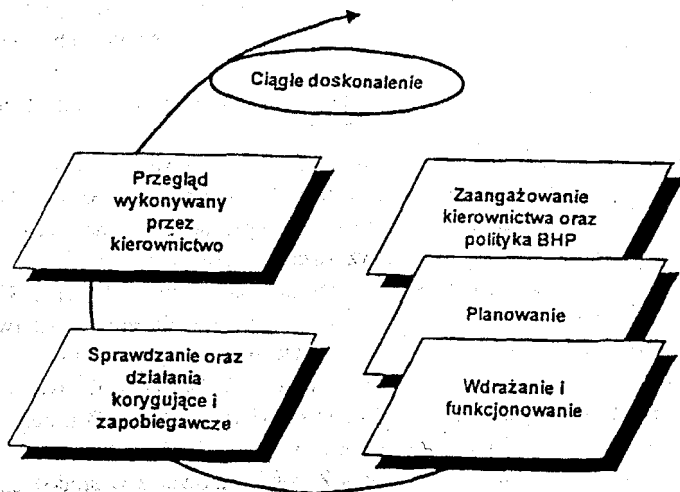 Ciągłe doskonalenie
Przegląd
wykonywany
przez
kierownictwo
Zaangażowanie
kierownictwa oraz
polityka BHP
Planowanie
Sprawdzanie oraz
działania
korygujące i
zapobiegawcze
Wdrażanie i
funkcjonowanie